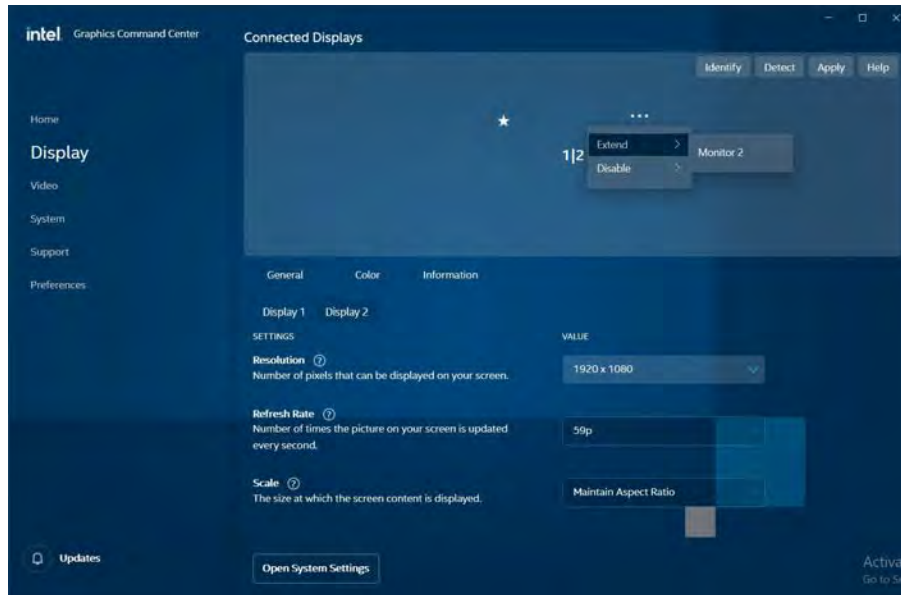 intel. Graphics Command Center
Connected Displays
Identify Detect Apply Help
Home
Display
Video
System
Support
Preferences
1|2
Extend
Disable
Monitor 2
General Color Information
Display 1 Display 2
SETTINGS VALUE
Resolution
Number of pixels that can be displayed on your screen.
1920 x 1080
Refresh Rate
Number of times the picture on your screen is updated
every second.
59p
Scale
The size at which the screen content is displayed.
Maintain Aspect Ratio
Updates
Open System Settings
Activa
Go to S